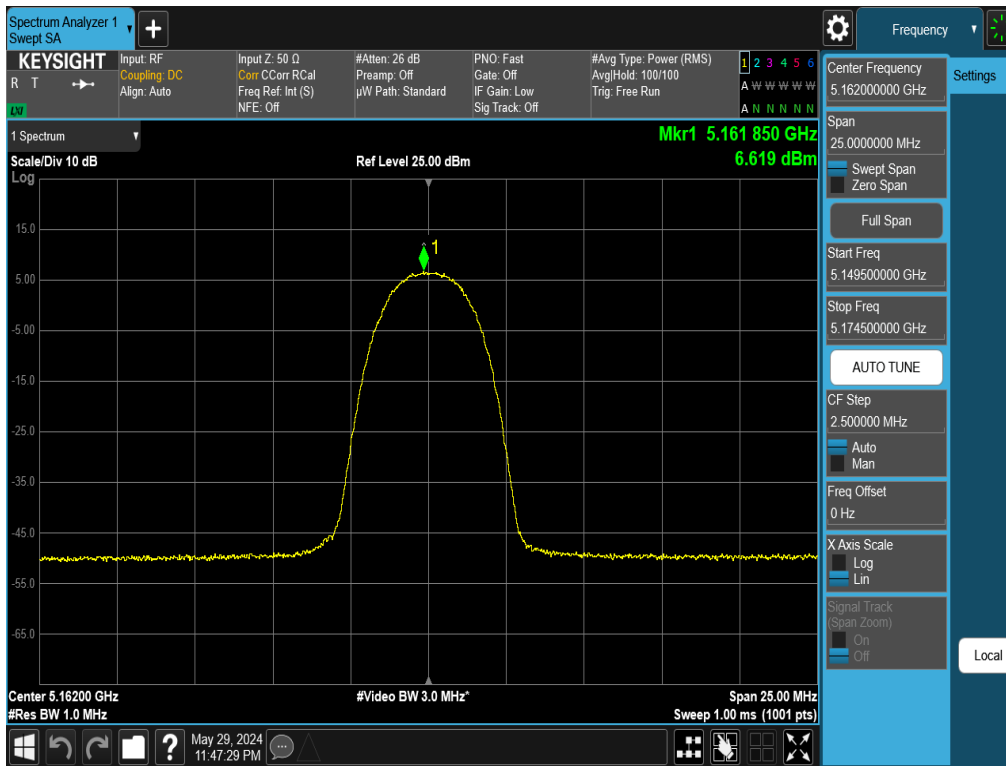 Spectrum Analyzer 1
Swept SA
Frequency
KEYSIGHT
R T
LXI
Input: RF
Coupling: DC
Align: Auto
Input Z: 50 Ω
Corr CCorr RCal
Freq Ref: Int (S)
NFE: Off
#Atten: 26 dB
Preamp: Off
µW Path: Standard
PNO: Fast
Gate: Off
IF Gain: Low
Sig Track: Off
#Avg Type: Power (RMS)
Avg|Hold: 100/100
Trig: Free Run
1 2 3 4 5 6
A W W W W W
A N N N N N
1 Spectrum
Scale/Div 10 dB
Log
Ref Level 25.00 dBm
Mkr1 5.161 850 GHz
6.619 dBm
1
15.0
5.00
-5.00
-15.0
-25.0
-35.0
-45.0
-55.0
-65.0
Center 5.16200 GHz
#Res BW 1.0 MHz
#Video BW 3.0 MHz*
Span 25.00 MHz
Sweep 1.00 ms (1001 pts)
Center Frequency
5.162000000 GHz
Settings
Span
25.0000000 MHz
Swept Span
Zero Span
Full Span
Start Freq
5.149500000 GHz
Stop Freq
5.174500000 GHz
AUTO TUNE
CF Step
2.500000 MHz
Auto
Man
Freq Offset
0 Hz
X Axis Scale
Log
Lin
Signal Track
(Span Zoom)
On
Off
Local
?
May 29, 2024
11:47:29 PM